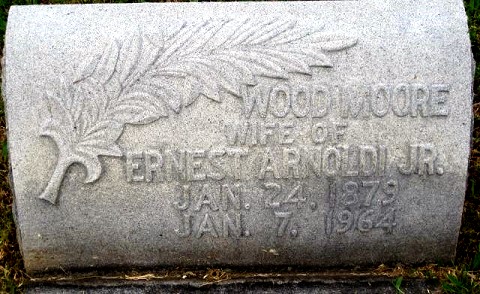 WOOD MOORE
WIFE OF
ERNEST ARNOLDI JR.
JAN. 24, 1879
JAN. 7, 1964